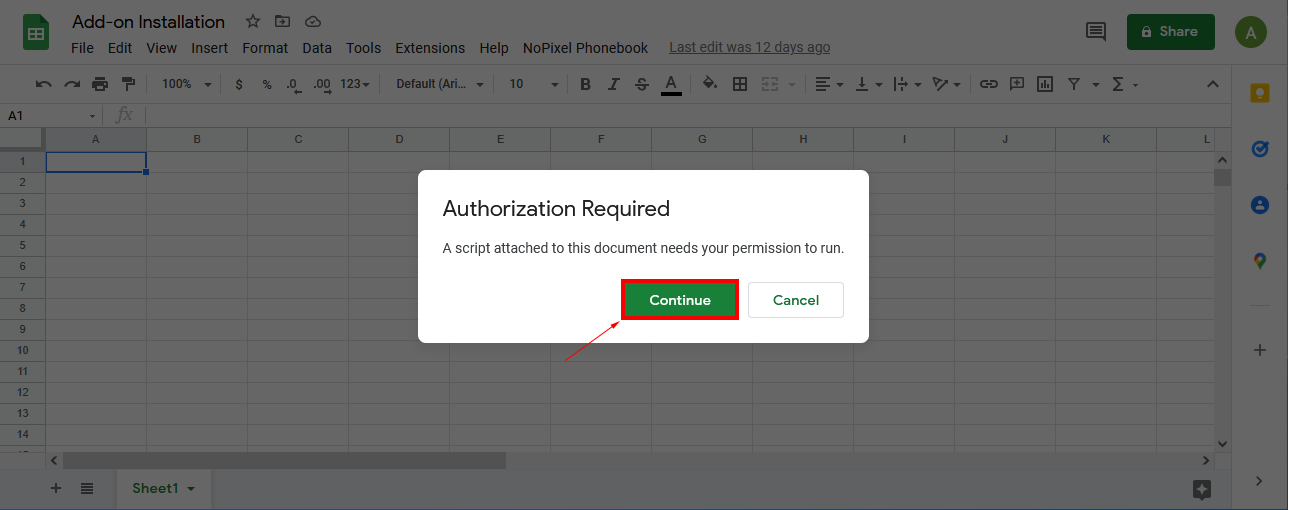 Add-on Installation
File Edit View Insert Format Data Tools Extensions Help NoPixel Phonebook Last edit was 12 days ago
Share
A
100% $ % .0 .00 123 Default (Ari... 10 B I S A
A1 fx
A B C D E F G H I J K L
1
2
3
4
5
6
7
8
9
10
11
12
13
14
Authorization Required
A script attached to this document needs your permission to run.
Continue Cancel
Sheet1